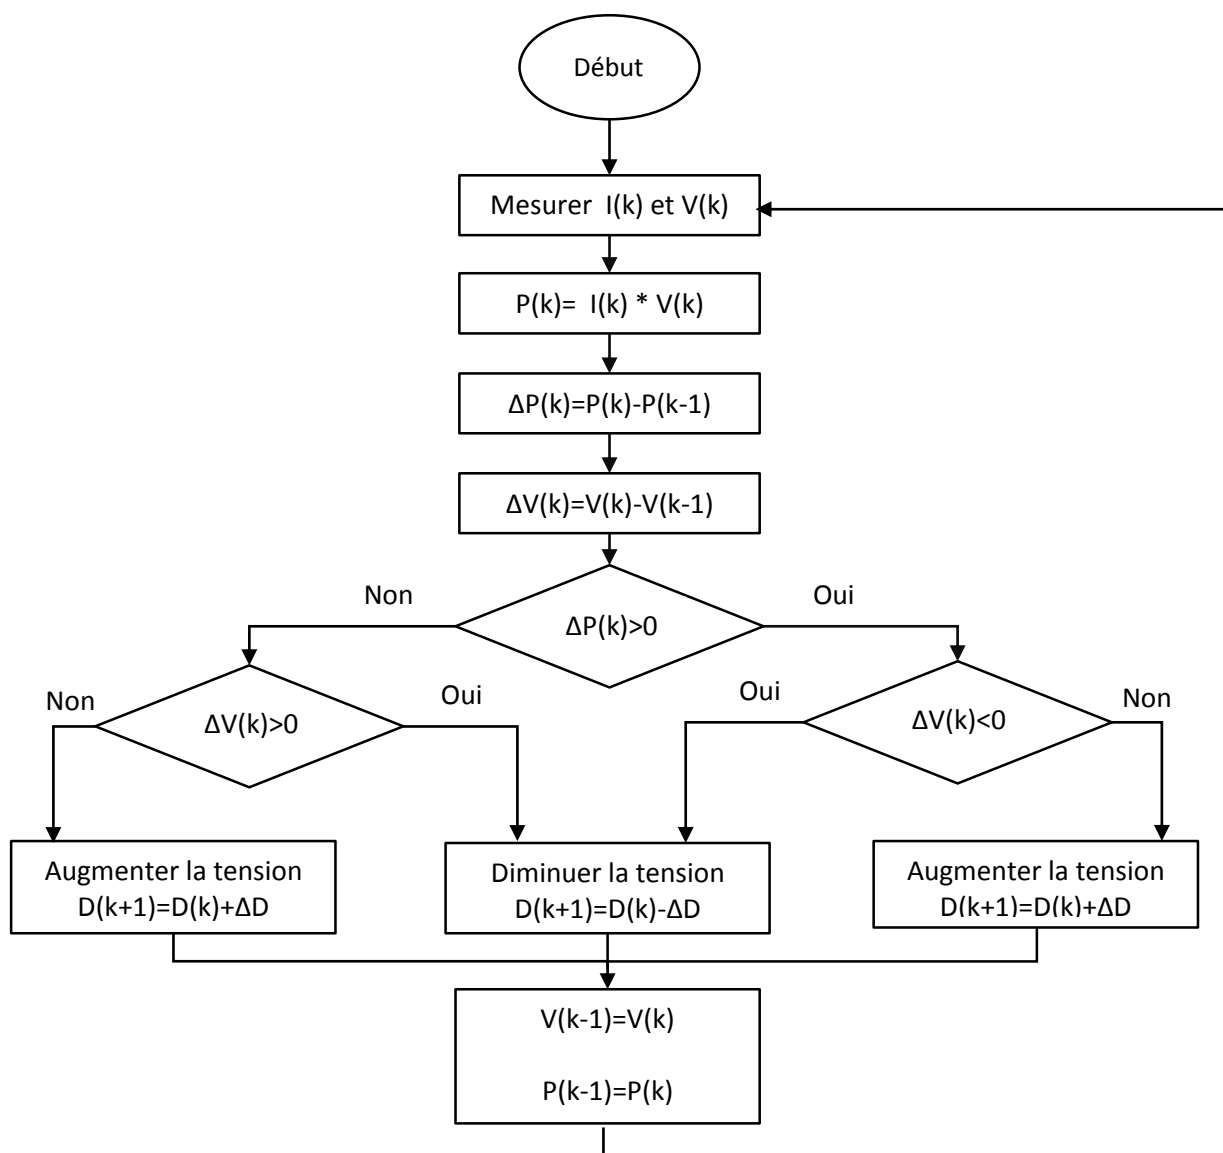 Début
Mesurer  I(k) et V(k)
P(k)=  I(k) * V(k)
ΔP(k)=P(k)-P(k-1)
ΔV(k)=V(k)-V(k-1)
Non
Oui
ΔP(k)>0
Non
Oui
Oui
Non
ΔV(k)>0
ΔV(k)<0
Augmenter la tension
D(k+1)=D(k)+ΔD
Diminuer la tension
D(k+1)=D(k)-ΔD
Augmenter la tension
D(k+1)=D(k)+ΔD
V(k-1)=V(k)
P(k-1)=P(k)